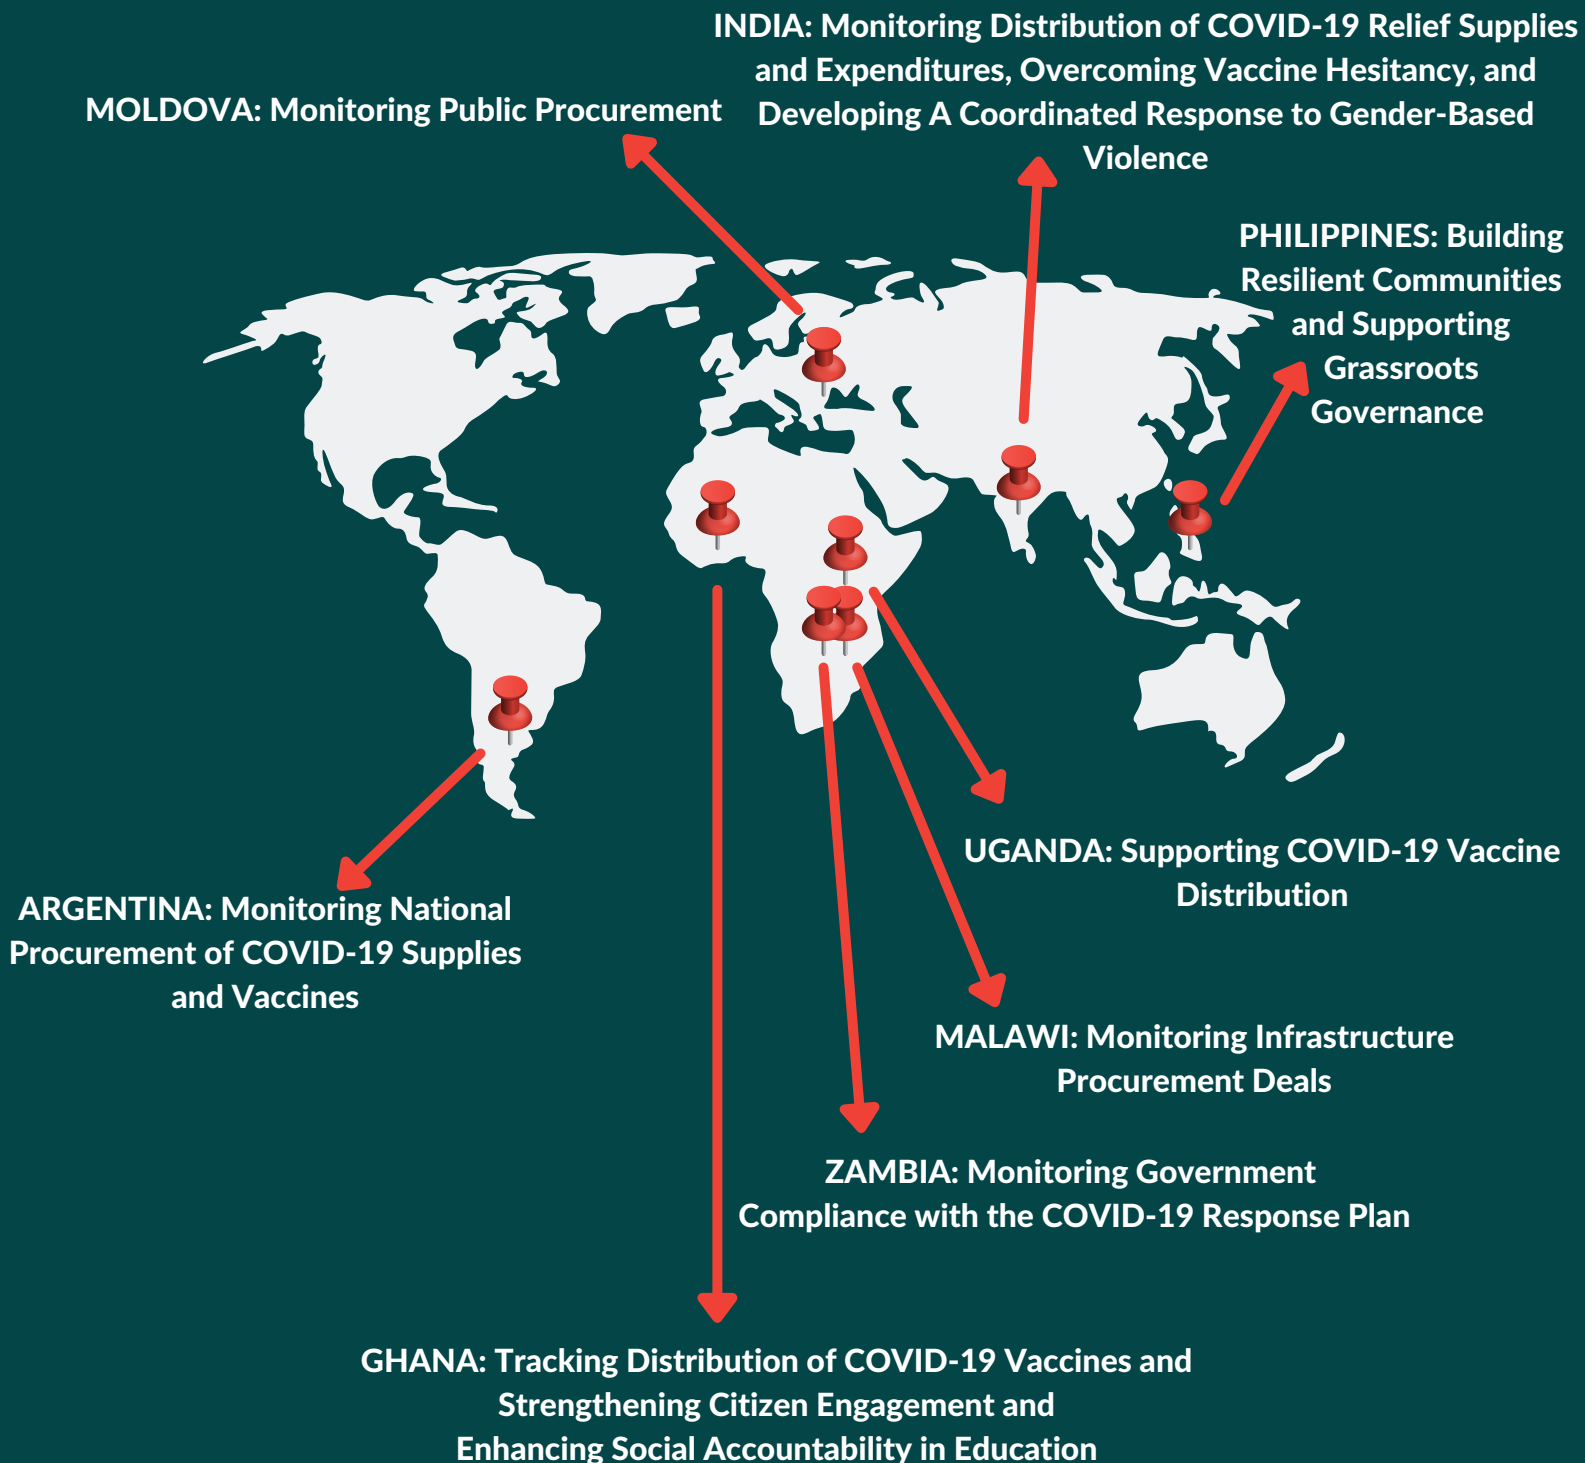 INDIA: Monitoring Distribution of COVID-19 Relief Supplies
and Expenditures, Overcoming Vaccine Hesitancy, and
Developing A Coordinated Response to Gender-Based
Violence
MOLDOVA: Monitoring Public Procurement
PHILIPPINES: Building
Resilient Communities
and Supporting
Grassroots
Governance
UGANDA: Supporting COVID-19 Vaccine
Distribution
ARGENTINA: Monitoring National
Procurement of COVID-19 Supplies
and Vaccines
MALAWI: Monitoring Infrastructure
Procurement Deals
ZAMBIA: Monitoring Government
Compliance with the COVID-19 Response Plan
GHANA: Tracking Distribution of COVID-19 Vaccines and
Strengthening Citizen Engagement and
Enhancing Social Accountability in Education